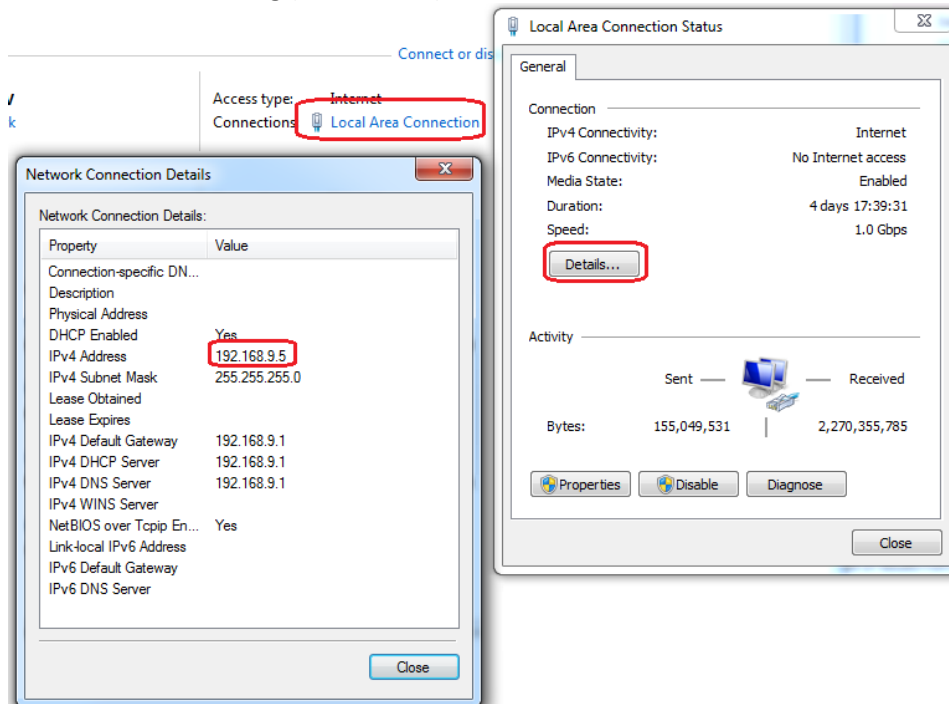 Connect or dis
Access type: Internet
k
Connections Local Area Connection
Network Connection Details
Network Connection Details:
Property Value
Connection-specific DN...
Description
Physical Address
DHCP Enabled Yes
IPv4 Address 192.168.9.5
IPv4 Subnet Mask 255.255.255.0
Lease Obtained
Lease Expires
IPv4 Default Gateway 192.168.9.1
IPv4 DHCP Server 192.168.9.1
IPv4 DNS Server 192.168.9.1
IPv4 WINS Server
NetBIOS over Tcpip En... Yes
Link-local IPv6 Address
IPv6 Default Gateway
IPv6 DNS Server
Close
Local Area Connection Status
General
Connection
IPv4 Connectivity: Internet
IPv6 Connectivity: No Internet access
Media State: Enabled
Duration: 4 days 17:39:31
Speed: 1.0 Gbps
Details...
Activity
Sent Received
Bytes: 155,049,531 2,270,355,785
Properties Disable Diagnose
Close